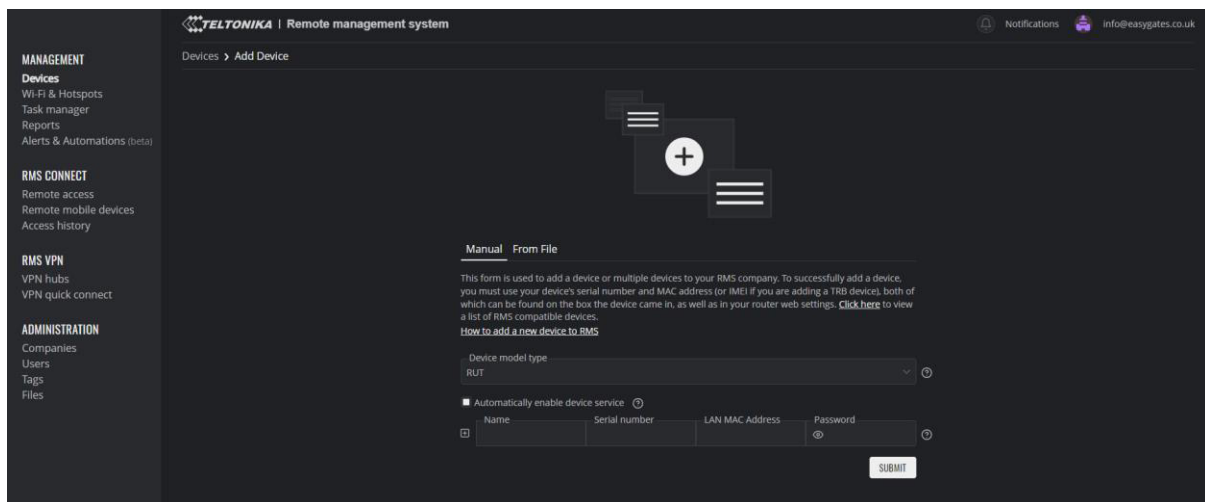 TELTONIKA | Remote management system
Notifications
info@easygates.co.uk
MANAGEMENT
Devices
Wi-Fi & Hotspots
Task manager
Reports
Alerts & Automations (beta)
RMS CONNECT
Remote access
Remote mobile devices
Access history
RMS VPN
VPN hubs
VPN quick connect
ADMINISTRATION
Companies
Users
Tags
Files
Devices > Add Device
Manual From File
This form is used to add a device or multiple devices to your RMS company. To successfully add a device,
you must use your device's serial number and MAC address (or IMEI if you are adding a TRB device), both of
which can be found on the box the device came in, as well as in your router web settings. Click here to view
a list of RMS compatible devices.
How to add a new device to RMS
Device model type
RUT
Automatically enable device service
Name Serial number LAN MAC Address Password
SUBMIT